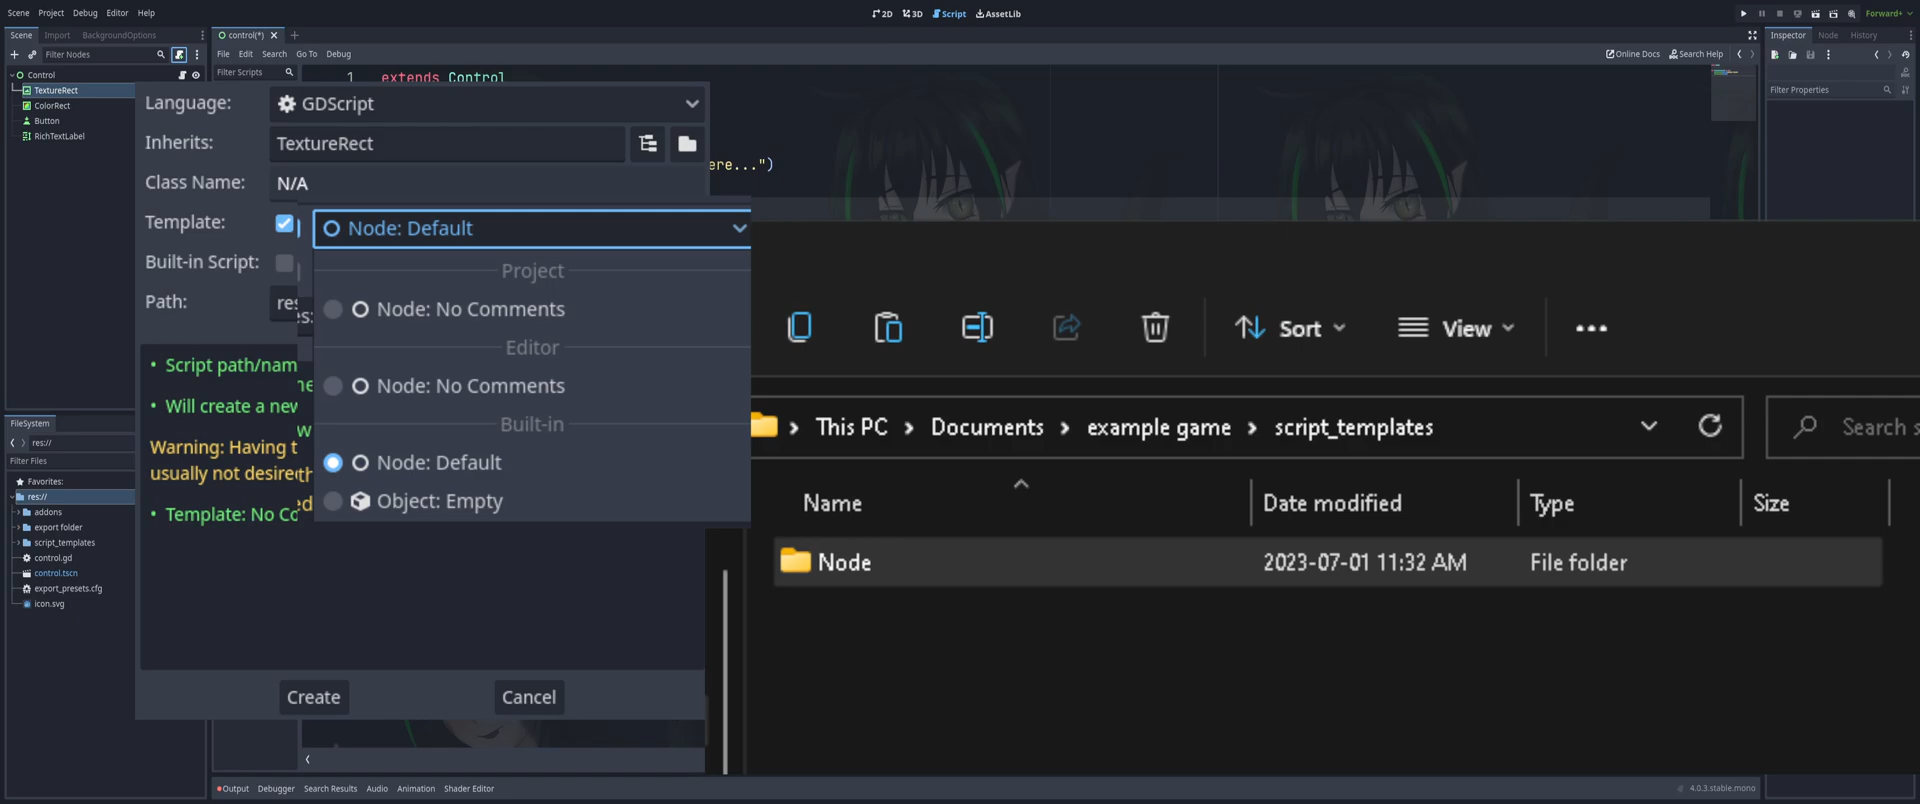 Scene Project Debug Editor Help
2D 3D Script AssetLib
Forward+
Scene Import BackgroundOptions
control(*)
Inspector Node History
Filter Nodes
File Edit Search Go To Debug
Online Docs Search Help
Filter Scripts
1 extends Control
Filter Properties
Control
TextureRect
ColorRect
Button
RichTextLabel
ere...")
Language: GDScript
Inherits: TextureRect
Class Name: N/A
Template: Node: Default
Project
Node: No Comments
Editor
Node: No Comments
Built-in
Node: Default
Object: Empty
Built-in Script:
Path: res
es:
Script path/nam
ne
Will create a new
w
Warning: Having t
usually not desire
th
ed
Template: No Co
Create Cancel
FileSystem
res://
Filter Files
Favorites:
res://
addons
export folder
script_templates
control.gd
control.tscn
export_presets.cfg
icon.svg
Sort View
This PC Documents example game script_templates
Search s
Name Date modified Type Size
Node 2023-07-01 11:32 AM File folder
Output Debugger Search Results Audio Animation Shader Editor
4.0.3.stable.mono